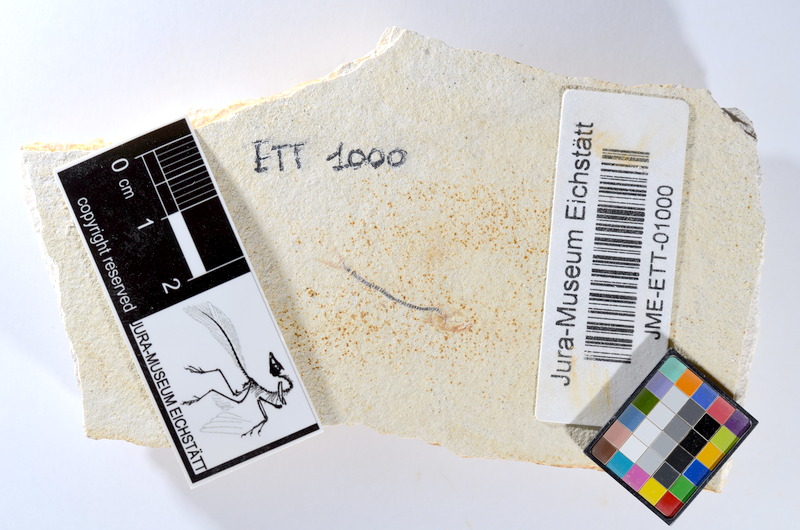 ETT 1000
0 cm
1
2
copyright reserved
JURA-MUSEUM EICHSTÄTT
Jura-Museum Eichstätt
JME-ETT-01000